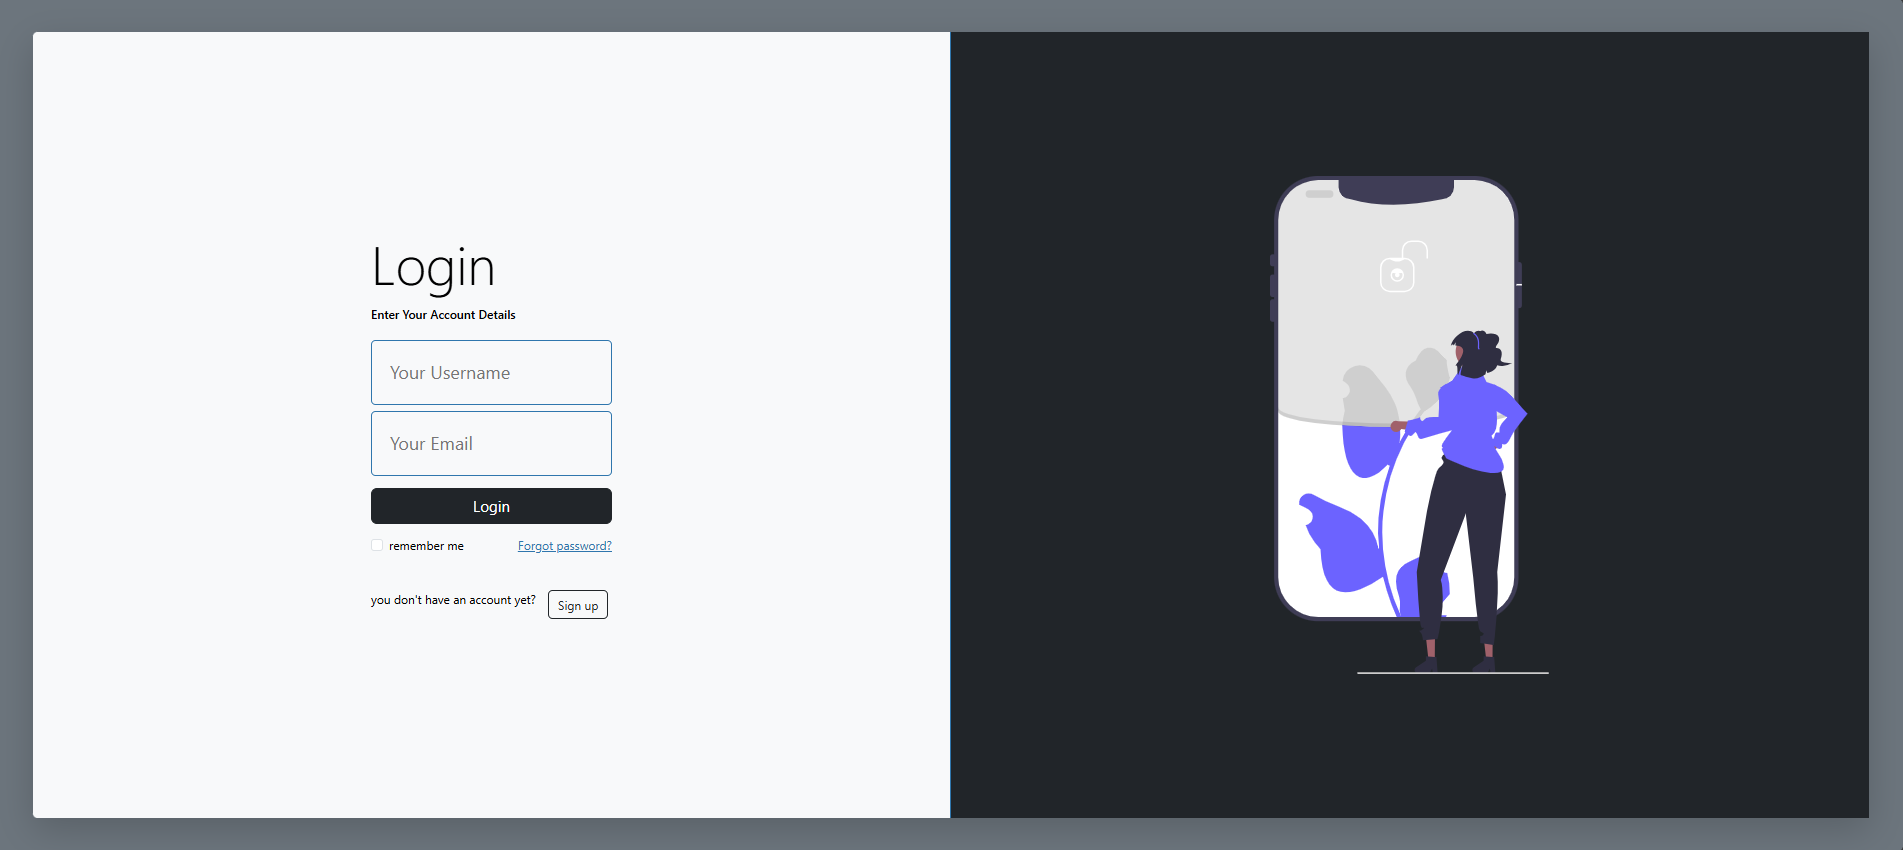 Login
Enter Your Account Details
Your Username
Your Email
Login
remember me Forgot password?
you don't have an account yet? Sign up